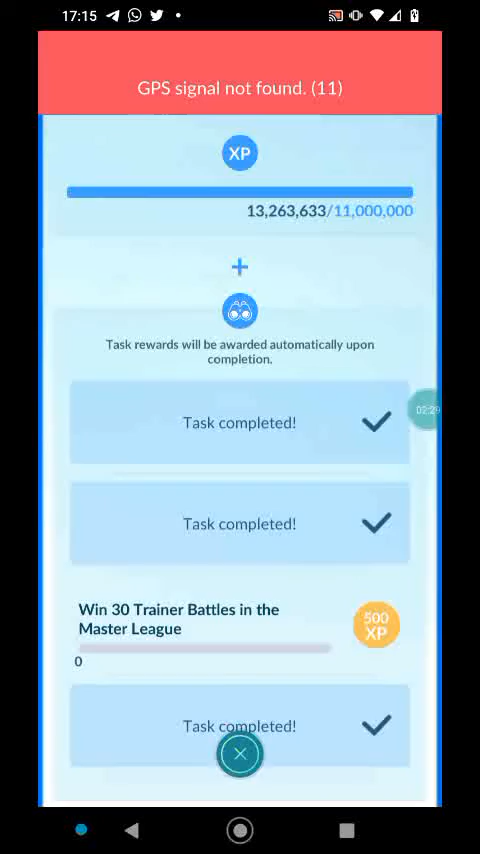 17:15
GPS signal not found. (11)
XP
13,263,633/11,000,000
+
Task rewards will be awarded automatically upon
completion.
Task completed!
02:29
Task completed!
Win 30 Trainer Battles in the
Master League
500
XP
0
Task completed!